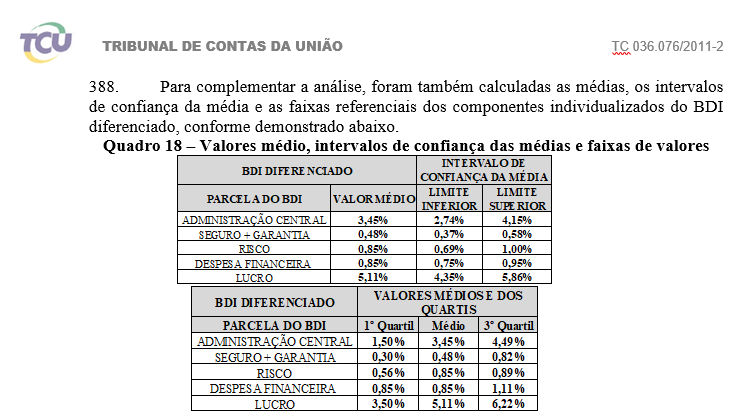 TCU
TRIBUNAL DE CONTAS DA UNIÃO TC 036.076/2011-2
388. Para complementar a análise, foram também calculadas as médias, os intervalos
de confiança da média e as faixas referenciais dos componentes individualizados do BDI
diferenciado, conforme demonstrado abaixo.
Quadro 18 – Valores médio, intervalos de confiança das médias e faixas de valores
BDI DIFERENCIADO INTERVALO DE CONFIANÇA DA MÉDIA
PARCELA DO BDI VALOR MÉDIO LIMITE INFERIOR LIMITE SUPERIOR
ADMINISTRAÇÃO CENTRAL 3,45% 2,74% 4,15%
SEGURO + GARANTIA 0,48% 0,37% 0,58%
RISCO 0,85% 0,69% 1,00%
DESPESA FINANCEIRA 0,85% 0,75% 0,95%
LUCRO 5,11% 4,35% 5,86%
BDI DIFERENCIADO VALORES MÉDIOS E DOS QUARTIS
PARCELA DO BDI 1º Quartil Médio 3º Quartil
ADMINISTRAÇÃO CENTRAL 1,50% 3,45% 4,49%
SEGURO + GARANTIA 0,30% 0,48% 0,82%
RISCO 0,56% 0,85% 0,89%
DESPESA FINANCEIRA 0,85% 0,85% 1,11%
LUCRO 3,50% 5,11% 6,22%